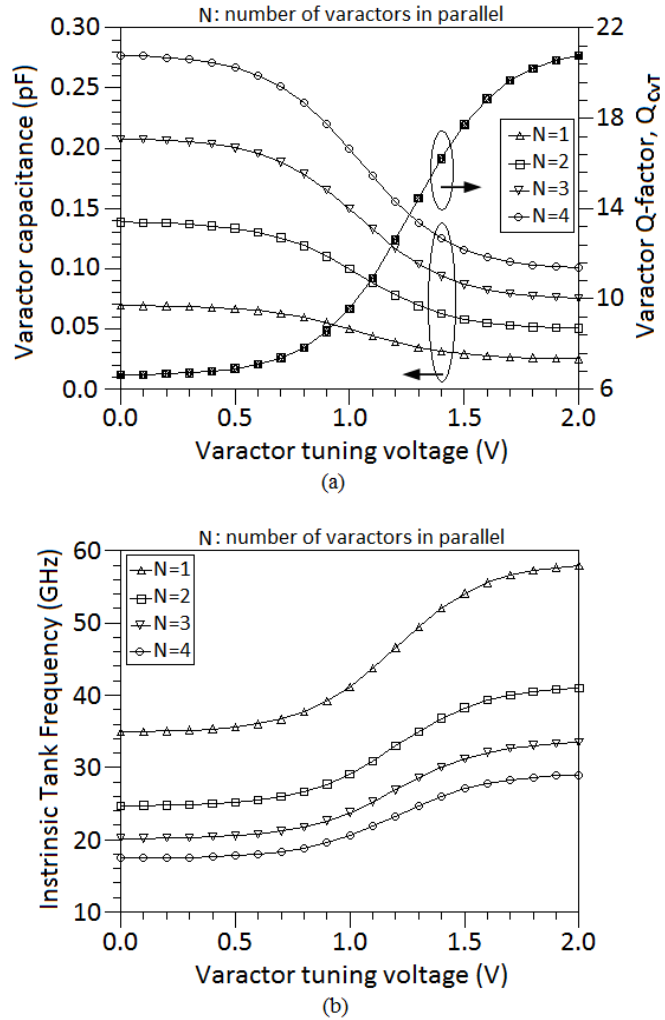 N: number of varactors in parallel
Varactor capacitance (pF)
0.30
0.25
0.20
0.15
0.10
0.05
0.0
22
18
14
10
6
Varactor Q-factor, QCvT
N=1
N=2
N=3
N=4
0.0 0.5 1.0 1.5 2.0
Varactor tuning voltage (V)
(a)
N: number of varactors in parallel
Instrinsic Tank Frequency (GHz)
60
50
40
30
20
10
N=1
N=2
N=3
N=4
0.0 0.5 1.0 1.5 2.0
Varactor tuning voltage (V)
(b)